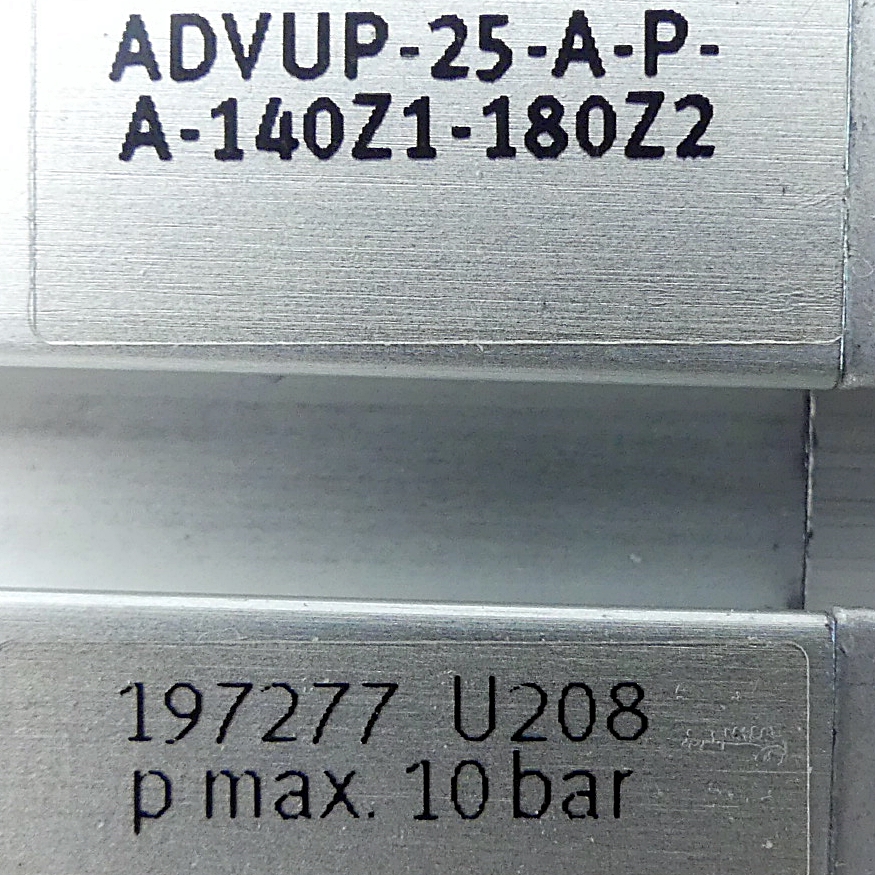 ADVUP-25-A-P-
A-140Z1-180Z2
197277 U208
p max. 10 bar